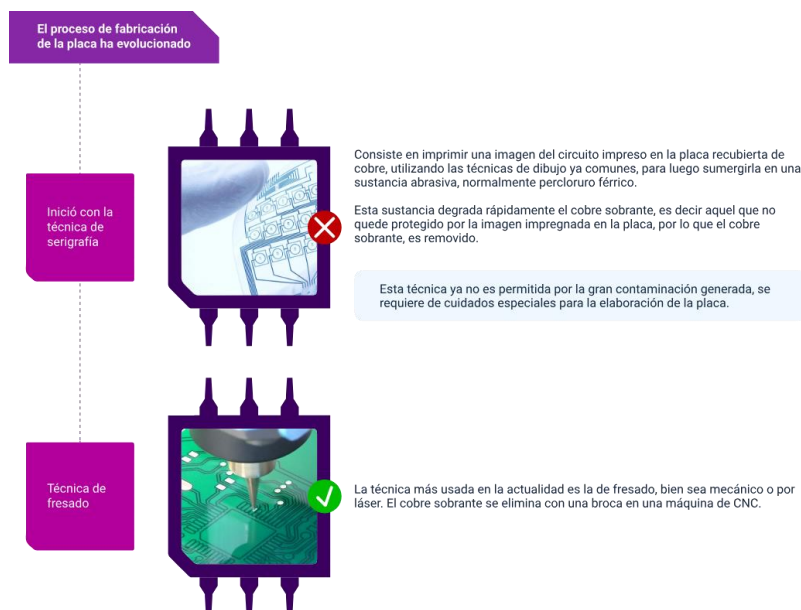 El proceso de fabricación
de la placa ha evolucionado
Inició con la
técnica de
serigrafía
Consiste en imprimir una imagen del circuito impreso en la placa recubierta de
cobre, utilizando las técnicas de dibujo ya comunes, para luego sumergirla en una
sustancia abrasiva, normalmente percloruro férrico.
Esta sustancia degrada rápidamente el cobre sobrante, es decir aquel que no
quede protegido por la imagen impregnada en la placa, por lo que el cobre
sobrante, es removido.
Esta técnica ya no es permitida por la gran contaminación generada, se
requiere de cuidados especiales para la elaboración de la placa.
Técnica de
fresado
La técnica más usada en la actualidad es la de fresado, bien sea mecánico o por
láser. El cobre sobrante se elimina con una broca en una máquina de CNC.